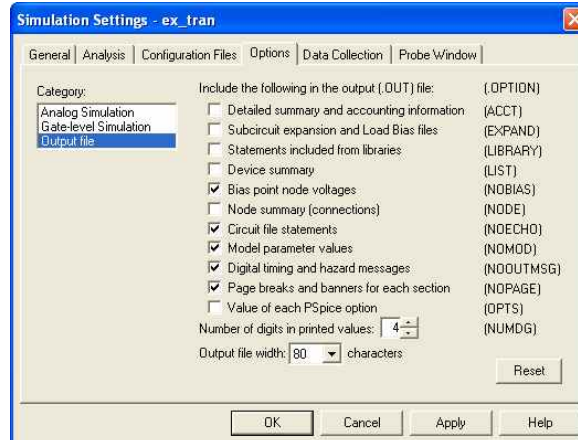 Simulation Settings - ex_tran
General Analysis Configuration Files Options Data Collection Probe Window
Category:
Analog Simulation
Gate-level Simulation
Output file
Include the following in the output (.OUT) file: (.OPTION)
Detailed summary and accounting information (ACCT)
Subcircuit expansion and Load Bias files (EXPAND)
Statements included from libraries (LIBRARY)
Device summary (LIST)
Bias point node voltages (NOBIAS)
Node summary (connections) (NODE)
Circuit file statements (NOECHO)
Model parameter values (NOMOD)
Digital timing and hazard messages (NOOUTMSG)
Page breaks and banners for each section (NOPAGE)
Value of each PSpice option (OPTS)
Number of digits in printed values: 4 (NUMDG)
Output file width: 80 characters
Reset
OK Cancel Apply Help